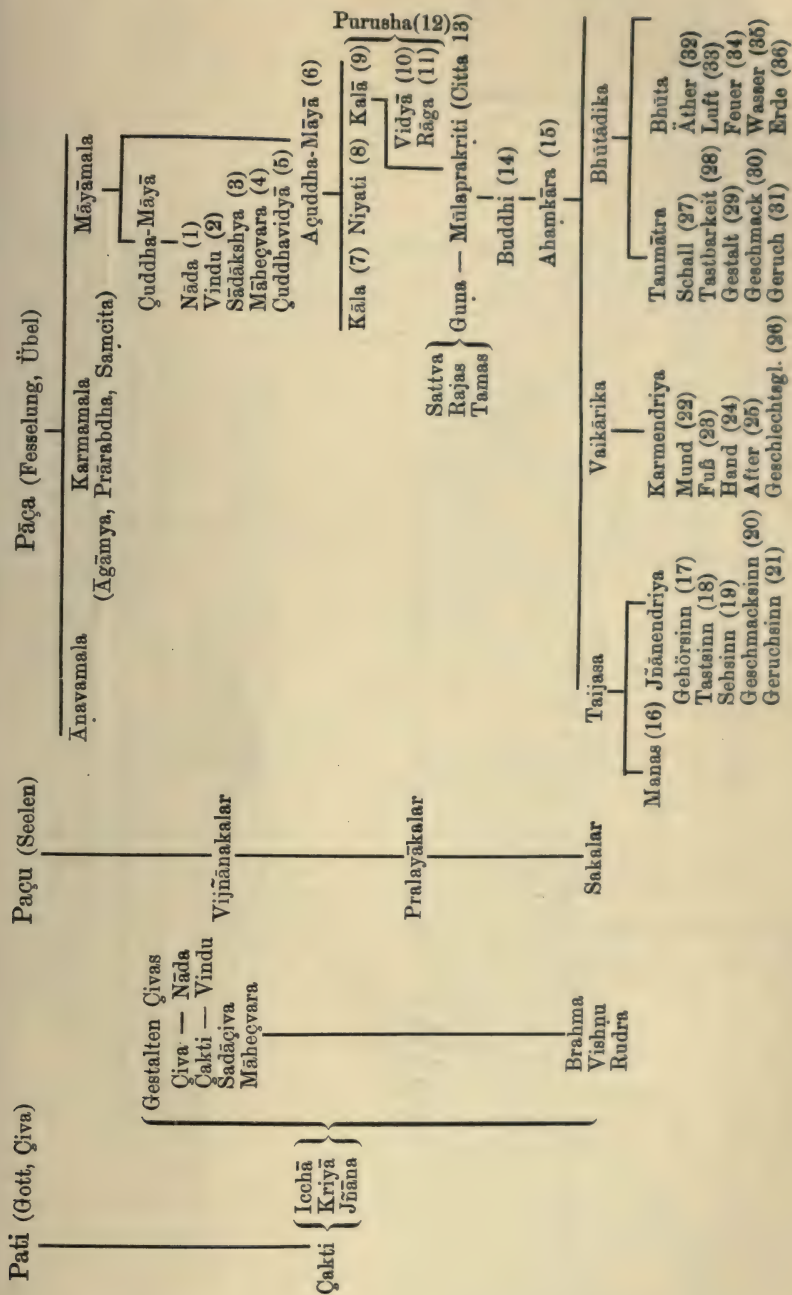 Pati (Gott, Çiva)
Çakti
Icchā
Kriyā
Jñāna
Gestalten Çivas
Çiva — Nāda
Çakti — Vindu
Sadāçiva
Māheçvara
Brahma
Vishṇu
Rudra
Paçu (Seelen)
Vijñānakalar
Pralayākalar
Sakalar
Pāça (Fesselung, Übel)
Āṇavamala
Karmamala
(Āgāmya, Prārabdha, Saṃcita)
Māyāmala
Çuddha-Māyā
Nāda (1)
Vindu (2)
Sādākshya (3)
Māheçvara (4)
Çuddhavidyā (5)
Açuddha-Māyā (6)
Kāla (7) Niyati (8) Kalā (9)
Vidyā (10)
Rāga (11)
Purusha(12)
Sattva
Rajas
Tamas
Guṇa — Mūlaprakṛiti (Citta 13)
Buddhi (14)
Ahaṃkāra (15)
Taijasa
Manas (16) Jñānendriya
Gehörsinn (17)
Tastsinn (18)
Sehsinn (19)
Geschmacksinn (20)
Geruchsinn (21)
Vaikārika
Karmendriya
Mund (22)
Fuß (23)
Hand (24)
After (25)
Geschlechtsgl. (26)
Bhūtādika
Tanmātra
Schall (27)
Tastbarkeit (28)
Gestalt (29)
Geschmack (30)
Geruch (31)
Bhūta
Äther (32)
Luft (33)
Feuer (34)
Wasser (35)
Erde (36)